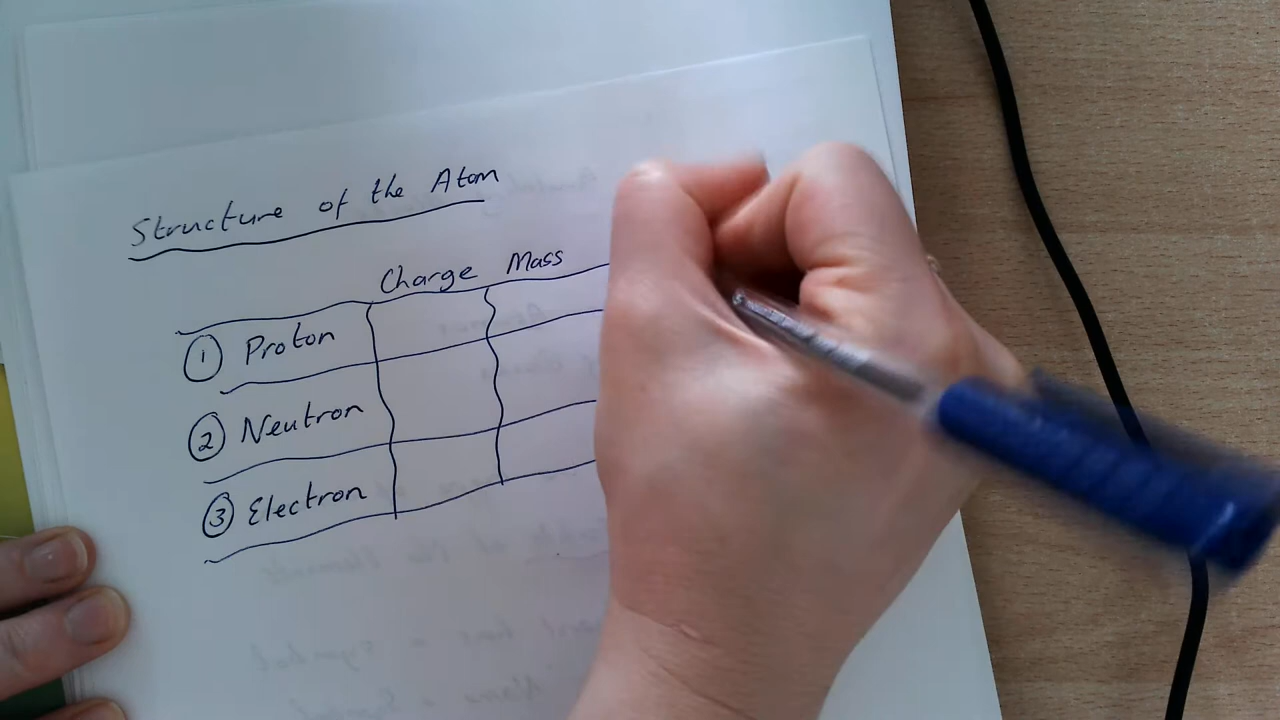 Structure of the Atom
Charge Mass
① Proton
② Neutron
③ Electron